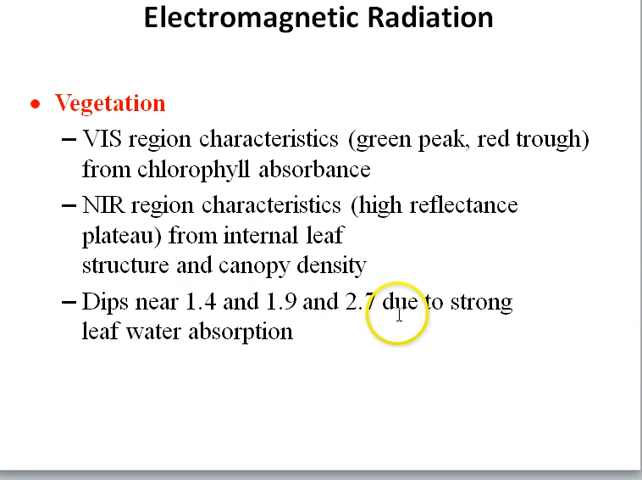 Electromagnetic Radiation
• Vegetation
– VIS region characteristics (green peak, red trough)
from chlorophyll absorbance
– NIR region characteristics (high reflectance
plateau) from internal leaf
structure and canopy density
– Dips near 1.4 and 1.9 and 2.7 due to strong
leaf water absorption